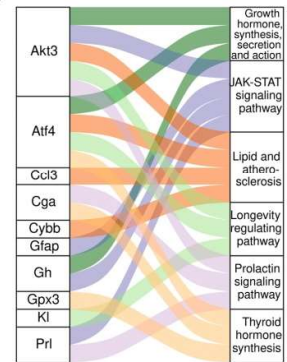 Akt3
Atf4
Ccl3
Cga
Cybb
Gfap
Gh
Gpx3
Kl
Prl
Growth
hormone,
synthesis,
secretion
and action
JAK-STAT
signaling
pathway
Lipid and
athero-
sclerosis
Longevity
regulating
pathway
Prolactin
signaling
pathway
Thyroid
hormone
synthesis